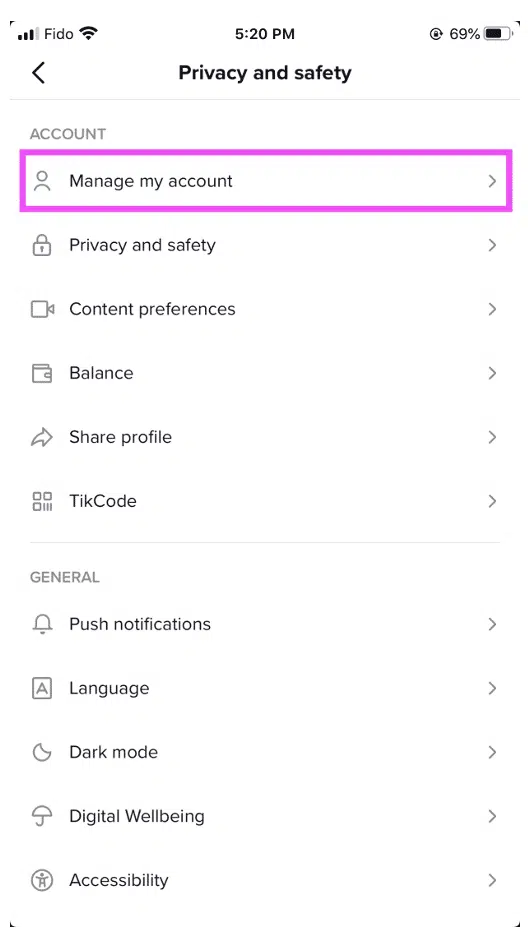 Fido 5:20 PM 69%
Privacy and safety
ACCOUNT
Manage my account
Privacy and safety
Content preferences
Balance
Share profile
TikCode
GENERAL
Push notifications
Language
Dark mode
Digital Wellbeing
Accessibility